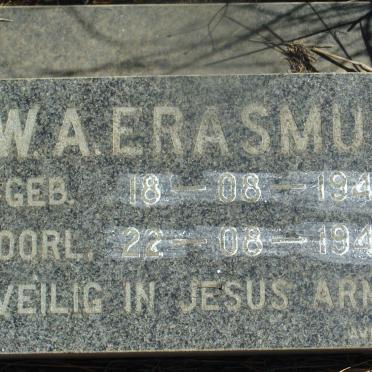 W.A. ERASMU
GEB. 18-08-194
OORL. 22-08-194
VEILIG IN JESUS ARM